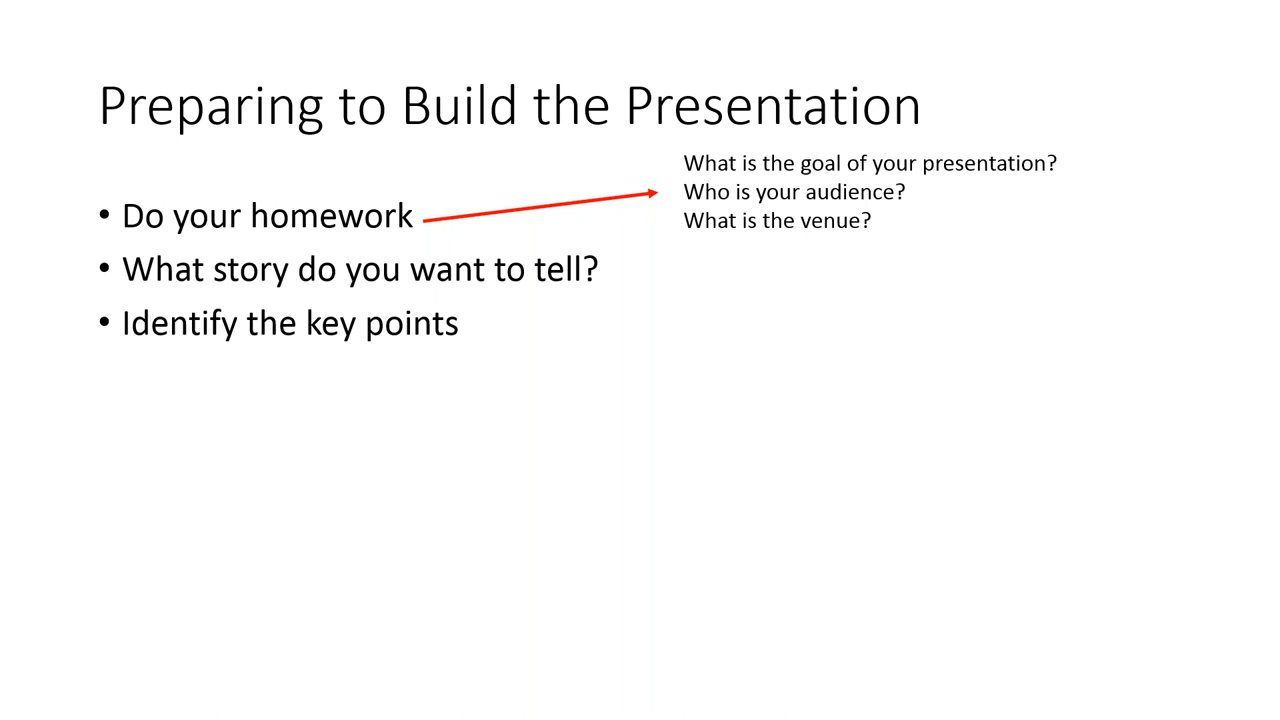 Preparing to Build the Presentation
• Do your homework
What is the goal of your presentation?
Who is your audience?
What is the venue?
• What story do you want to tell?
• Identify the key points